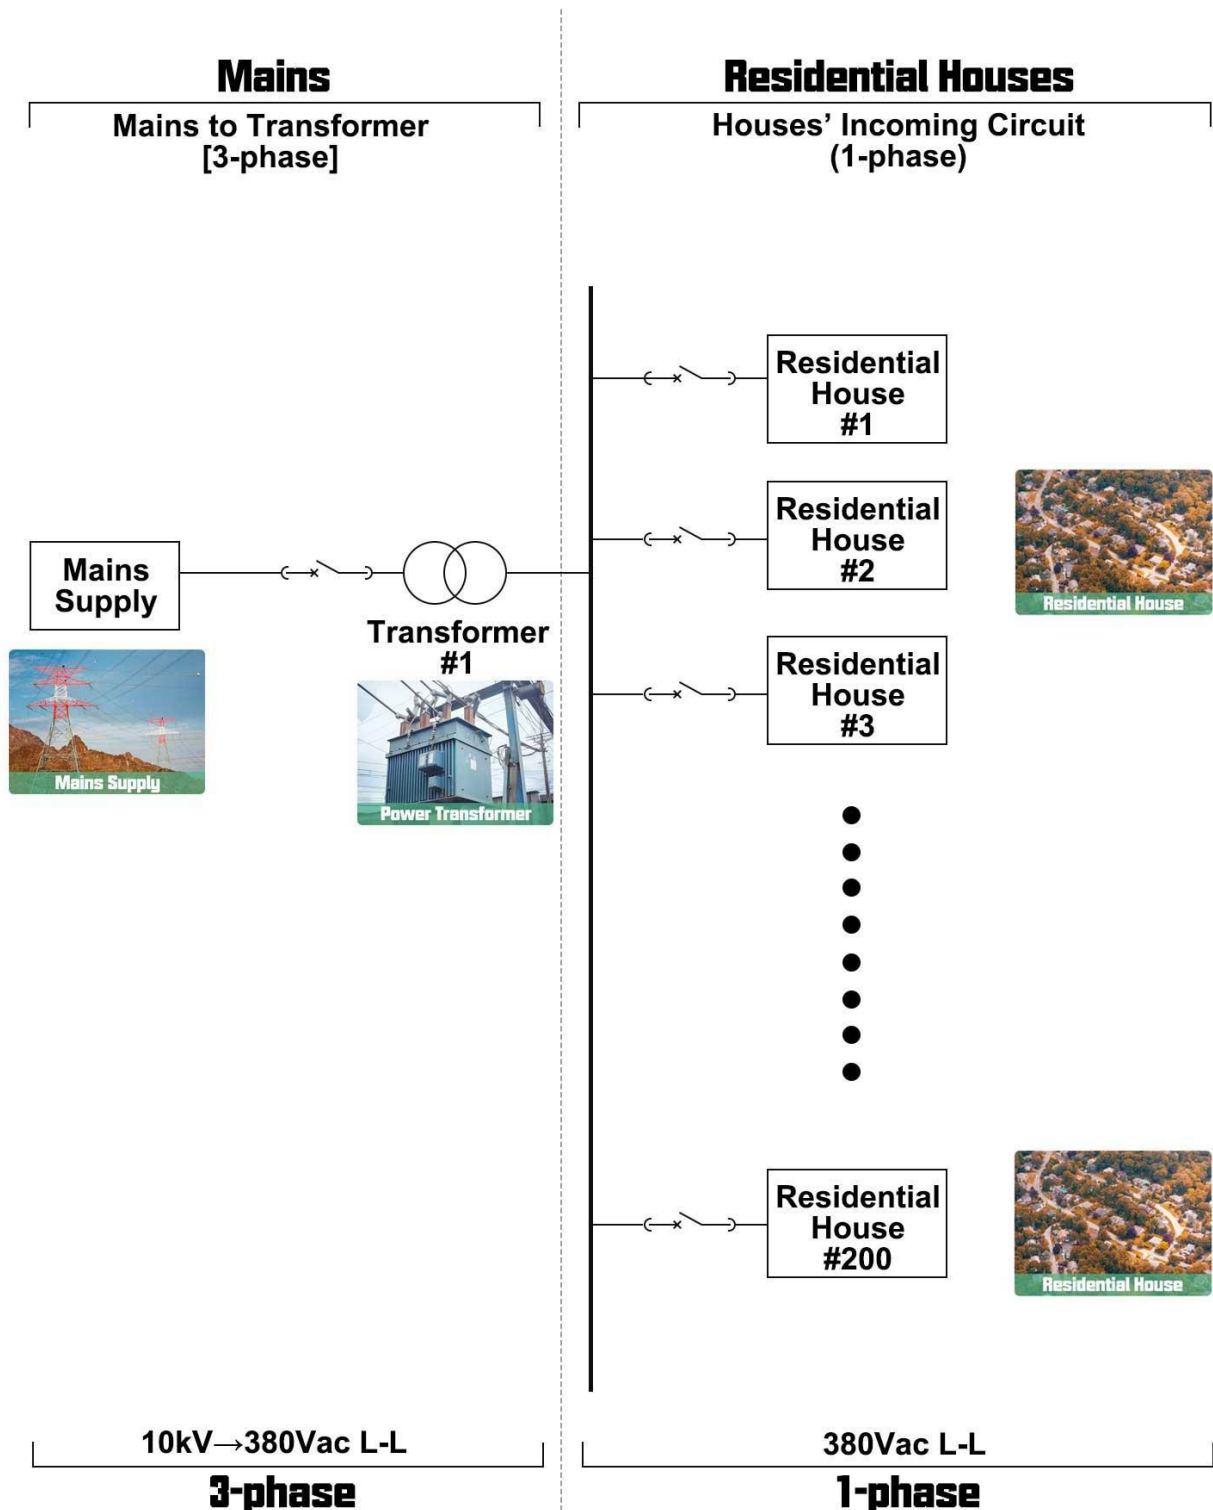 Mains
Mains to Transformer
[3-phase]
Residential Houses
Houses’ Incoming Circuit
(1-phase)
Residential
House
#1
Residential
House
#2
Residential House
Mains
Supply
Mains Supply
Transformer
#1
Power Transformer
Residential
House
#3
Residential
House
#200
Residential House
10kV→380Vac L-L
3-phase
380Vac L-L
1-phase